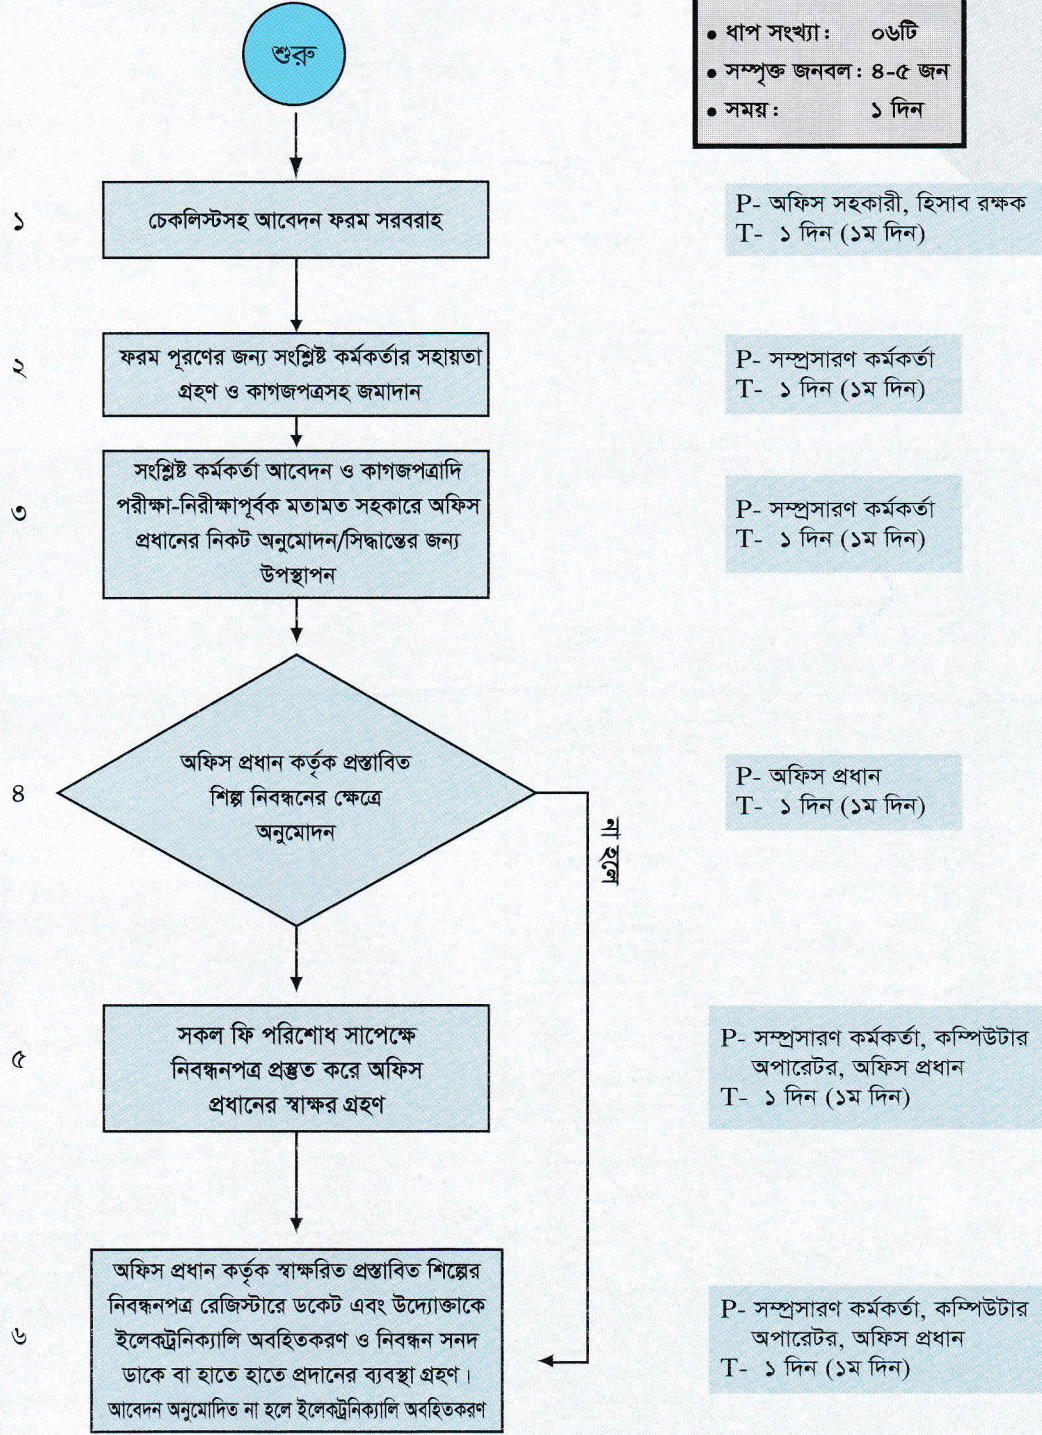 শুরু
• ধাপ সংখ্যা : ০৬টি
• সম্পৃক্ত জনবল : ৪-৫ জন
• সময় : ১ দিন
১
চেকলিস্টসহ আবেদন ফরম সরবরাহ
P- অফিস সহকারী, হিসাব রক্ষক
T- ১ দিন (১ম দিন)
২
ফরম পূরণের জন্য সংশ্লিষ্ট কর্মকর্তার সহায়তা
গ্রহণ ও কাগজপত্রসহ জমাদান
P- সম্প্রসারণ কর্মকর্তা
T- ১ দিন (১ম দিন)
৩
সংশ্লিষ্ট কর্মকর্তা আবেদন ও কাগজপত্রাদি
পরীক্ষা-নিরীক্ষাপূর্বক মতামত সহকারে অফিস
প্রধানের নিকট অনুমোদন/সিদ্ধান্তের জন্য
উপস্থাপন
P- সম্প্রসারণ কর্মকর্তা
T- ১ দিন (১ম দিন)
৪
অফিস প্রধান কর্তৃক প্রস্তাবিত
শিল্প নিবন্ধনের ক্ষেত্রে
অনুমোদন
না হলে
P- অফিস প্রধান
T- ১ দিন (১ম দিন)
৫
সকল ফি পরিশোধ সাপেক্ষে
নিবন্ধনপত্র প্রস্তুত করে অফিস
প্রধানের স্বাক্ষর গ্রহণ
P- সম্প্রসারণ কর্মকর্তা, কম্পিউটার
অপারেটর, অফিস প্রধান
T- ১ দিন (১ম দিন)
৬
অফিস প্রধান কর্তৃক স্বাক্ষরিত প্রস্তাবিত শিল্পের
নিবন্ধনপত্র রেজিস্টারে ডকেট এবং উদ্যোক্তাকে
ইলেকট্রনিক্যালি অবহিতকরণ ও নিবন্ধন সনদ
ডাকে বা হাতে হাতে প্রদানের ব্যবস্থা গ্রহণ।
আবেদন অনুমোদিত না হলে ইলেকট্রনিক্যালি অবহিতকরণ
P- সম্প্রসারণ কর্মকর্তা, কম্পিউটার
অপারেটর, অফিস প্রধান
T- ১ দিন (১ম দিন)